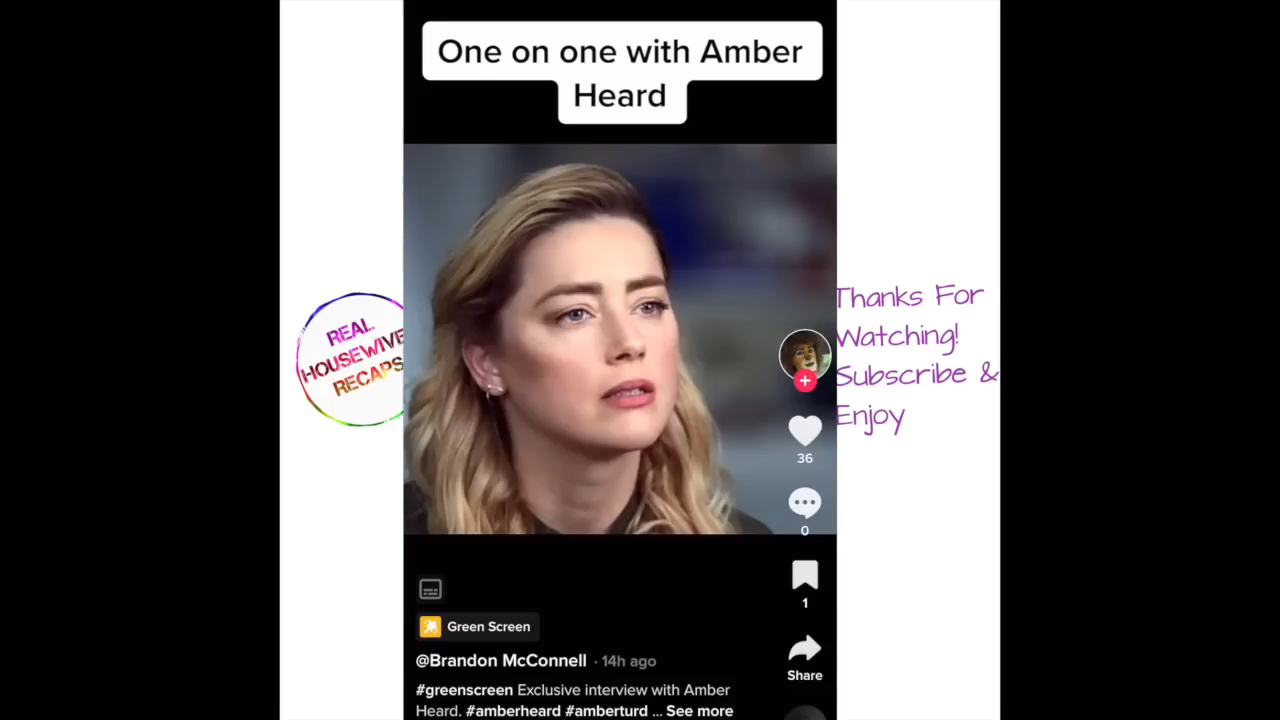 One on one with Amber
Heard
REAL
HOUSEWIVE
RECAPS
Thanks For
Watching!
Subscribe &
Enjoy
36
0
1
Share
Green Screen
@Brandon McConnell · 14h ago
#greenscreen Exclusive interview with Amber
Heard. #amberheard #amberturd ... See more